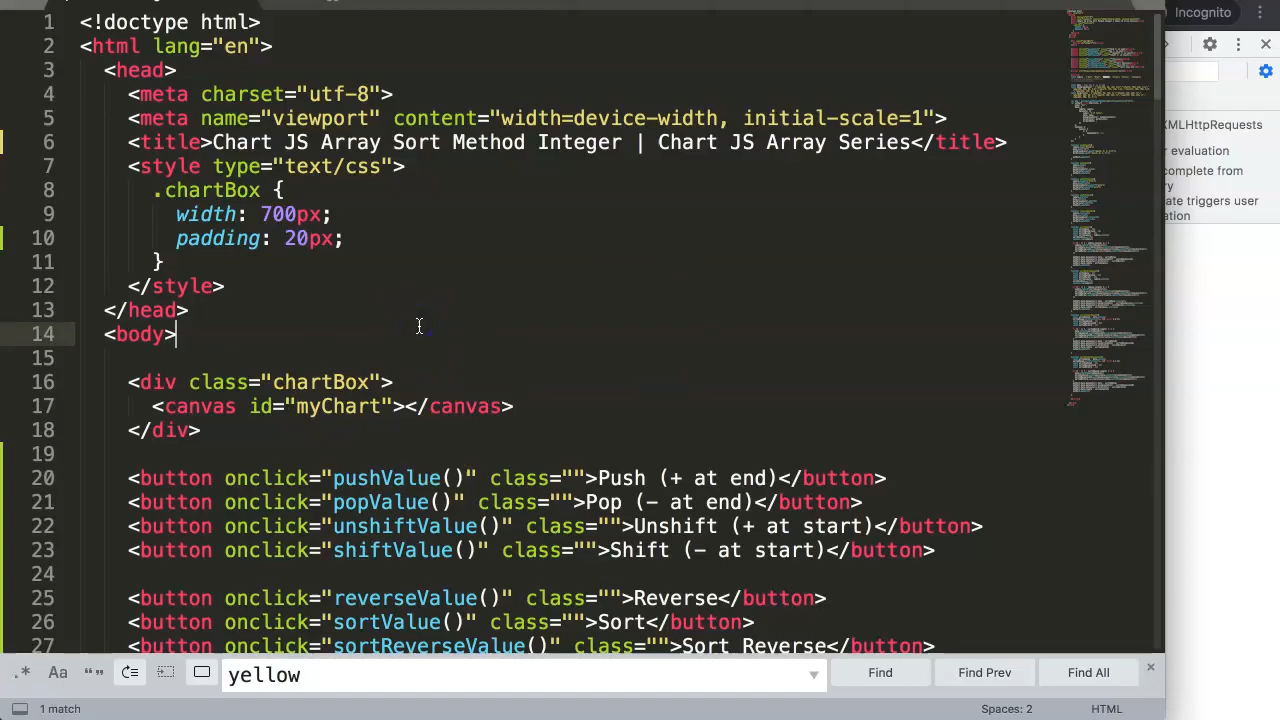 Incognito
1 <!doctype html>
2 <html lang="en">
3 <head>
4 <meta charset="utf-8">
5 <meta name="viewport" content="width=device-width, initial-scale=1">
6 <title>Chart JS Array Sort Method Integer | Chart JS Array Series</title>
7 <style type="text/css">
8 .chartBox {
9 width: 700px;
10 padding: 20px;
11 }
12 </style>
13 </head>
14 <body>
15
16 <div class="chartBox">
17 <canvas id="myChart"></canvas>
18 </div>
19
20 <button onclick="pushValue()" class="">Push (+ at end)</button>
21 <button onclick="popValue()" class="">Pop (− at end)</button>
22 <button onclick="unshiftValue()" class="">Unshift (+ at start)</button>
23 <button onclick="shiftValue()" class="">Shift (− at start)</button>
24
25 <button onclick="reverseValue()" class="">Reverse</button>
26 <button onclick="sortValue()" class="">Sort</button>
27 <button onclick="sortReverseValue()" class="">Sort Reverse</button>
XMLHttpRequests
evaluation
complete from
ry
ate triggers user
ation
.* Aa “” yellow Find Find Prev Find All
1 match Spaces: 2 HTML